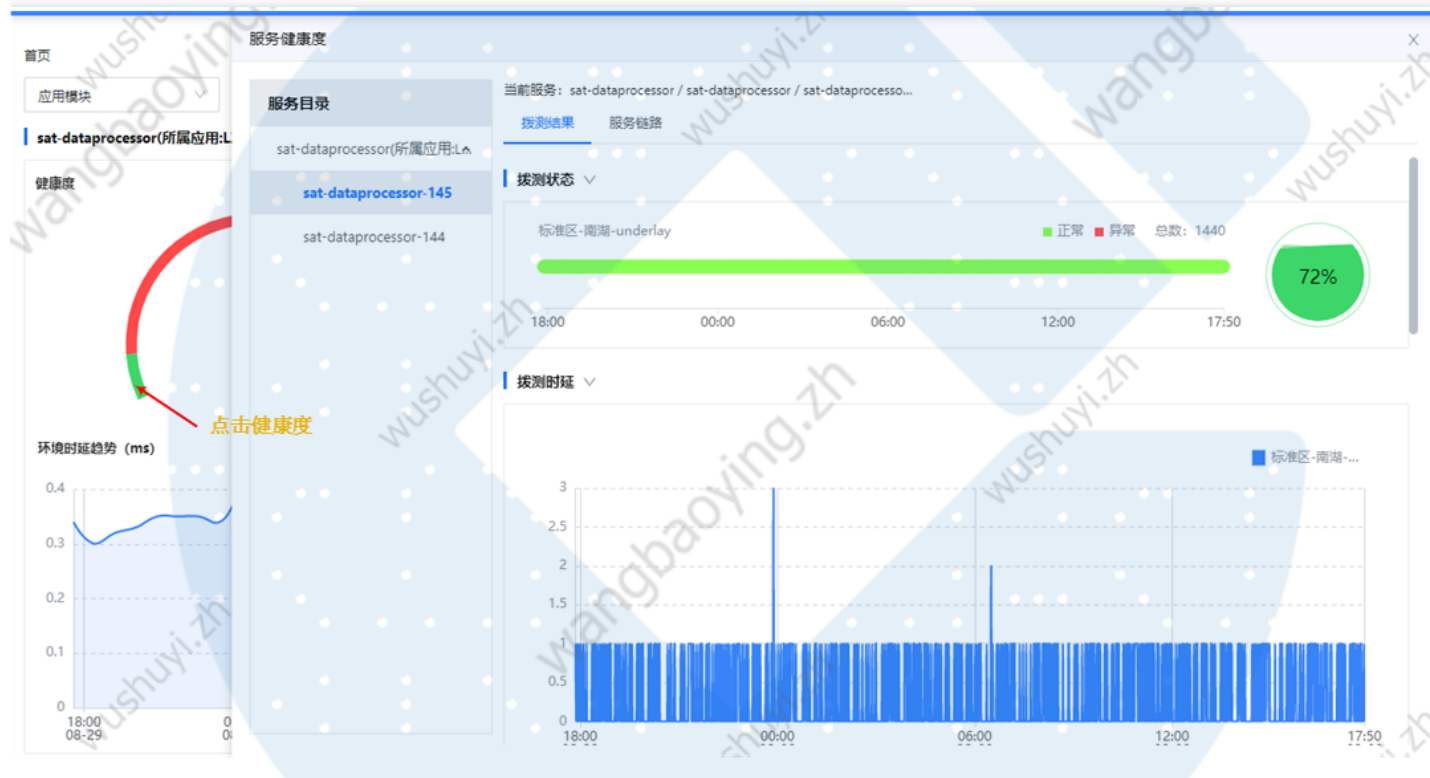 首页
应用模块
sat-dataprocessor(所属应用:L
健康度
点击健康度
环境时延趋势（ms）
0.4
0.3
0.2
0.1
0
18:00
08-29
服务健康度
服务目录
sat-dataprocessor(所属应用:L
sat-dataprocessor-145
sat-dataprocessor-144
当前服务：sat-dataprocessor / sat-dataprocessor / sat-dataprocesso...
拨测结果 服务链路
拨测状态
标准区-南湖-underlay 正常 异常 总数：1440
72%
18:00 00:00 06:00 12:00 17:50
拨测时延
标准区-南湖-...
3
2.5
2
1.5
1
0.5
0
18:00 00:00 06:00 12:00 17:50
wangbaoying.zh
wushuyi.zh